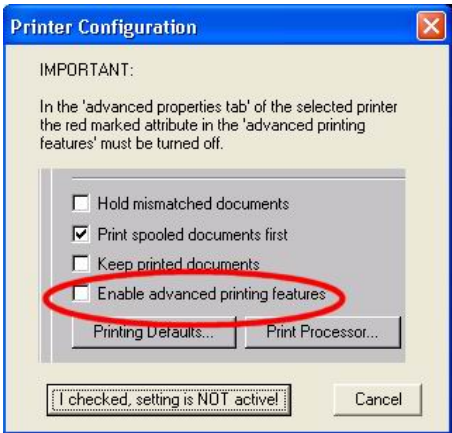 Printer Configuration
IMPORTANT:
In the 'advanced properties tab' of the selected printer
the red marked attribute in the 'advanced printing
features' must be turned off.
Hold mismatched documents
Print spooled documents first
Keep printed documents
Enable advanced printing features
Printing Defaults... Print Processor...
I checked, setting is NOT active! Cancel